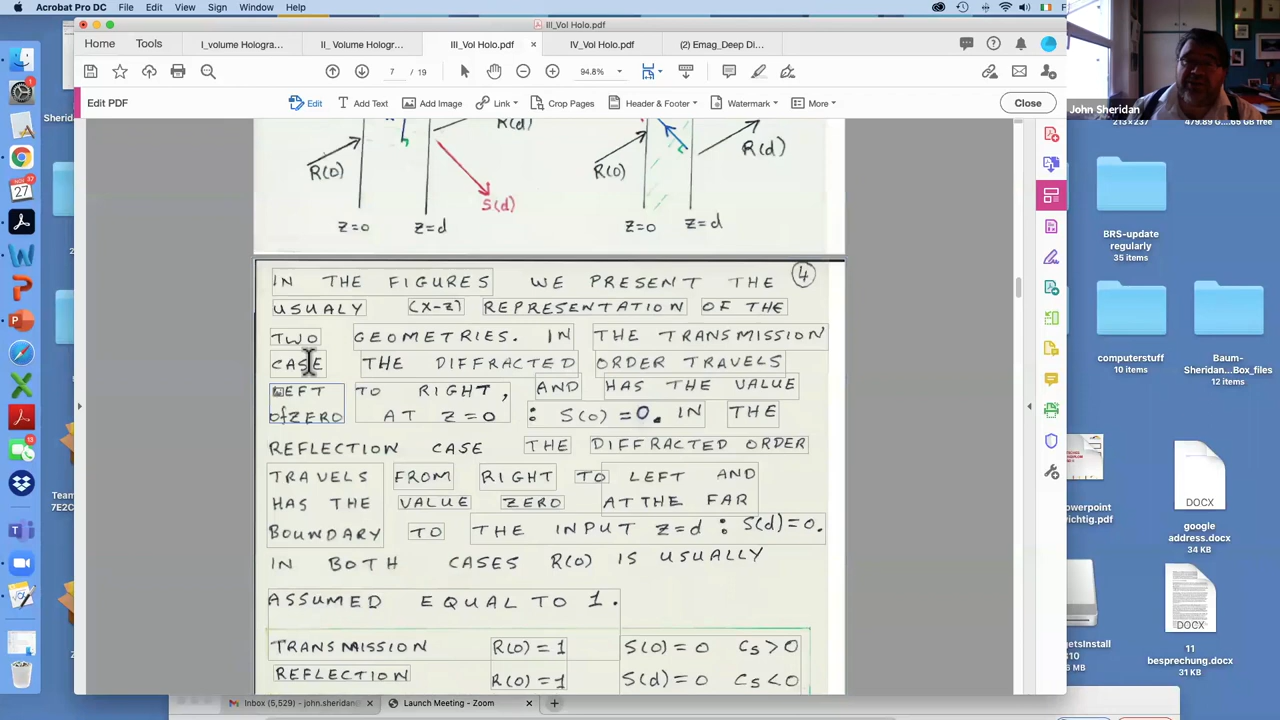 Acrobat Pro DC File Edit View Window Help
III_Vol Holo.pdf
Home Tools I_volume Hologra... II_ Volume Hologr... III_Vol Holo.pdf IV_Vol Holo.pdf (2) Emag_Deep Di...
7 / 19 94.8%
Edit PDF Edit Add Text Add Image Link Crop Pages Header & Footer Watermark More Close
John Sheridan
R(d) R(d)
R(0) R(0)
S(d)
Z=0 Z=d Z=0 Z=d
IN THE FIGURES WE PRESENT THE 4
USUALY (X-Z) REPRESENTATION OF THE
TWO GEOMETRIES. IN THE TRANSMISSION
CASE THE DIFFRACTED ORDER TRAVELS
LEFT TO RIGHT, AND HAS THE VALUE
OfZERO AT Z=0 : S(0) =0. IN THE
REFLECTION CASE THE DIFFRACTED ORDER
TRAVELS FROM RIGHT TO LEFT AND
HAS THE VALUE ZERO AT THE FAR
BOUNDARY TO THE INPUT Z=d : S(d)=0.
IN BOTH CASES R(0) IS USUALLY
ASSUMED EQUAL TO 1.
TRANSMISSION R(0)=1 S(0)=0 Cs>0
REFLECTION R(0)=1 S(d)=0 Cs<0
213×217
BRS-update
regularly
35 items
computerstuff
10 items
Baum-
Sheridan...Box_files
12 items
google
address.docx
34 KB
DOCX
11
besprechung.docx
31 KB
DOCX
Inbox (5,529) - john.sheridan Launch Meeting - Zoom